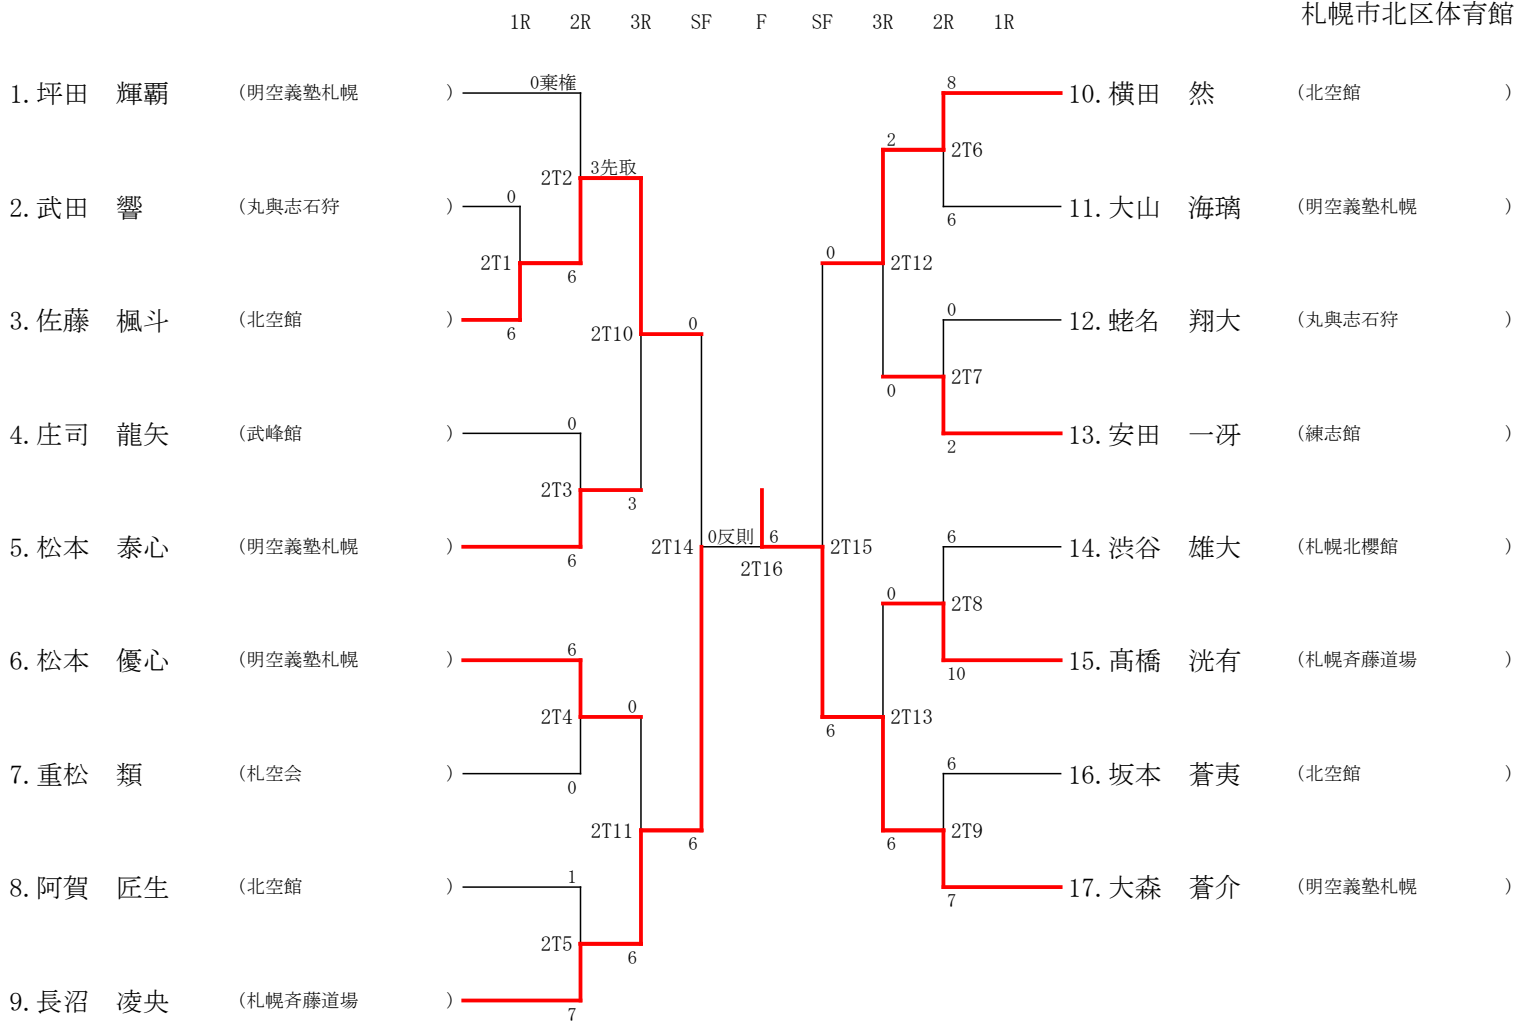 札幌市北区体育館
1R 2R 3R SF F SF 3R 2R 1R
1. 坪田 輝覇 (明空義塾札幌 ) 0棄権
8 10. 横田 然 (北空館 )
2T2 3先取
2 2T6
2. 武田 響 (丸與志石狩 ) 0
6 11. 大山 海璃 (明空義塾札幌 )
2T1 6
0 2T12
3. 佐藤 楓斗 (北空館 ) 6
2T10 0
0 12. 蛯名 翔大 (丸與志石狩 )
0 2T7
4. 庄司 龍矢 (武峰館 ) 0
2 13. 安田 一冴 (練志館 )
2T3 3
5. 松本 泰心 (明空義塾札幌 ) 6
2T14 0反則 6 2T15
2T16
6 14. 渋谷 雄大 (札幌北櫻館 )
0 2T8
6. 松本 優心 (明空義塾札幌 ) 6
10 15. 髙橋 洸有 (札幌斉藤道場 )
2T4 0
6 2T13
7. 重松 類 (札空会 ) 0
6 16. 坂本 蒼夷 (北空館 )
2T11 6
6 2T9
8. 阿賀 匠生 (北空館 ) 1
7 17. 大森 蒼介 (明空義塾札幌 )
2T5 6
9. 長沼 凌央 (札幌斉藤道場 ) 7